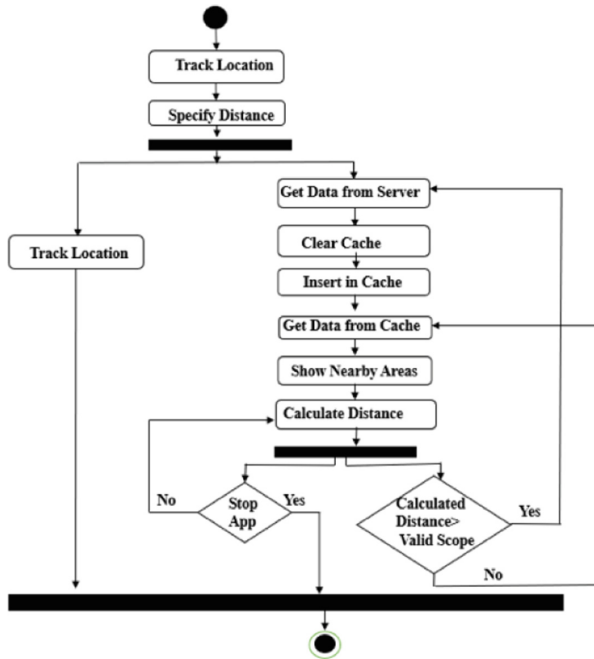 Track Location
Specify Distance
Get Data from Server
Track Location
Clear Cache
Insert in Cache
Get Data from Cache
Show Nearby Areas
Calculate Distance
No
Stop
App
Yes
Calculated
Distance>
Valid Scope
Yes
No